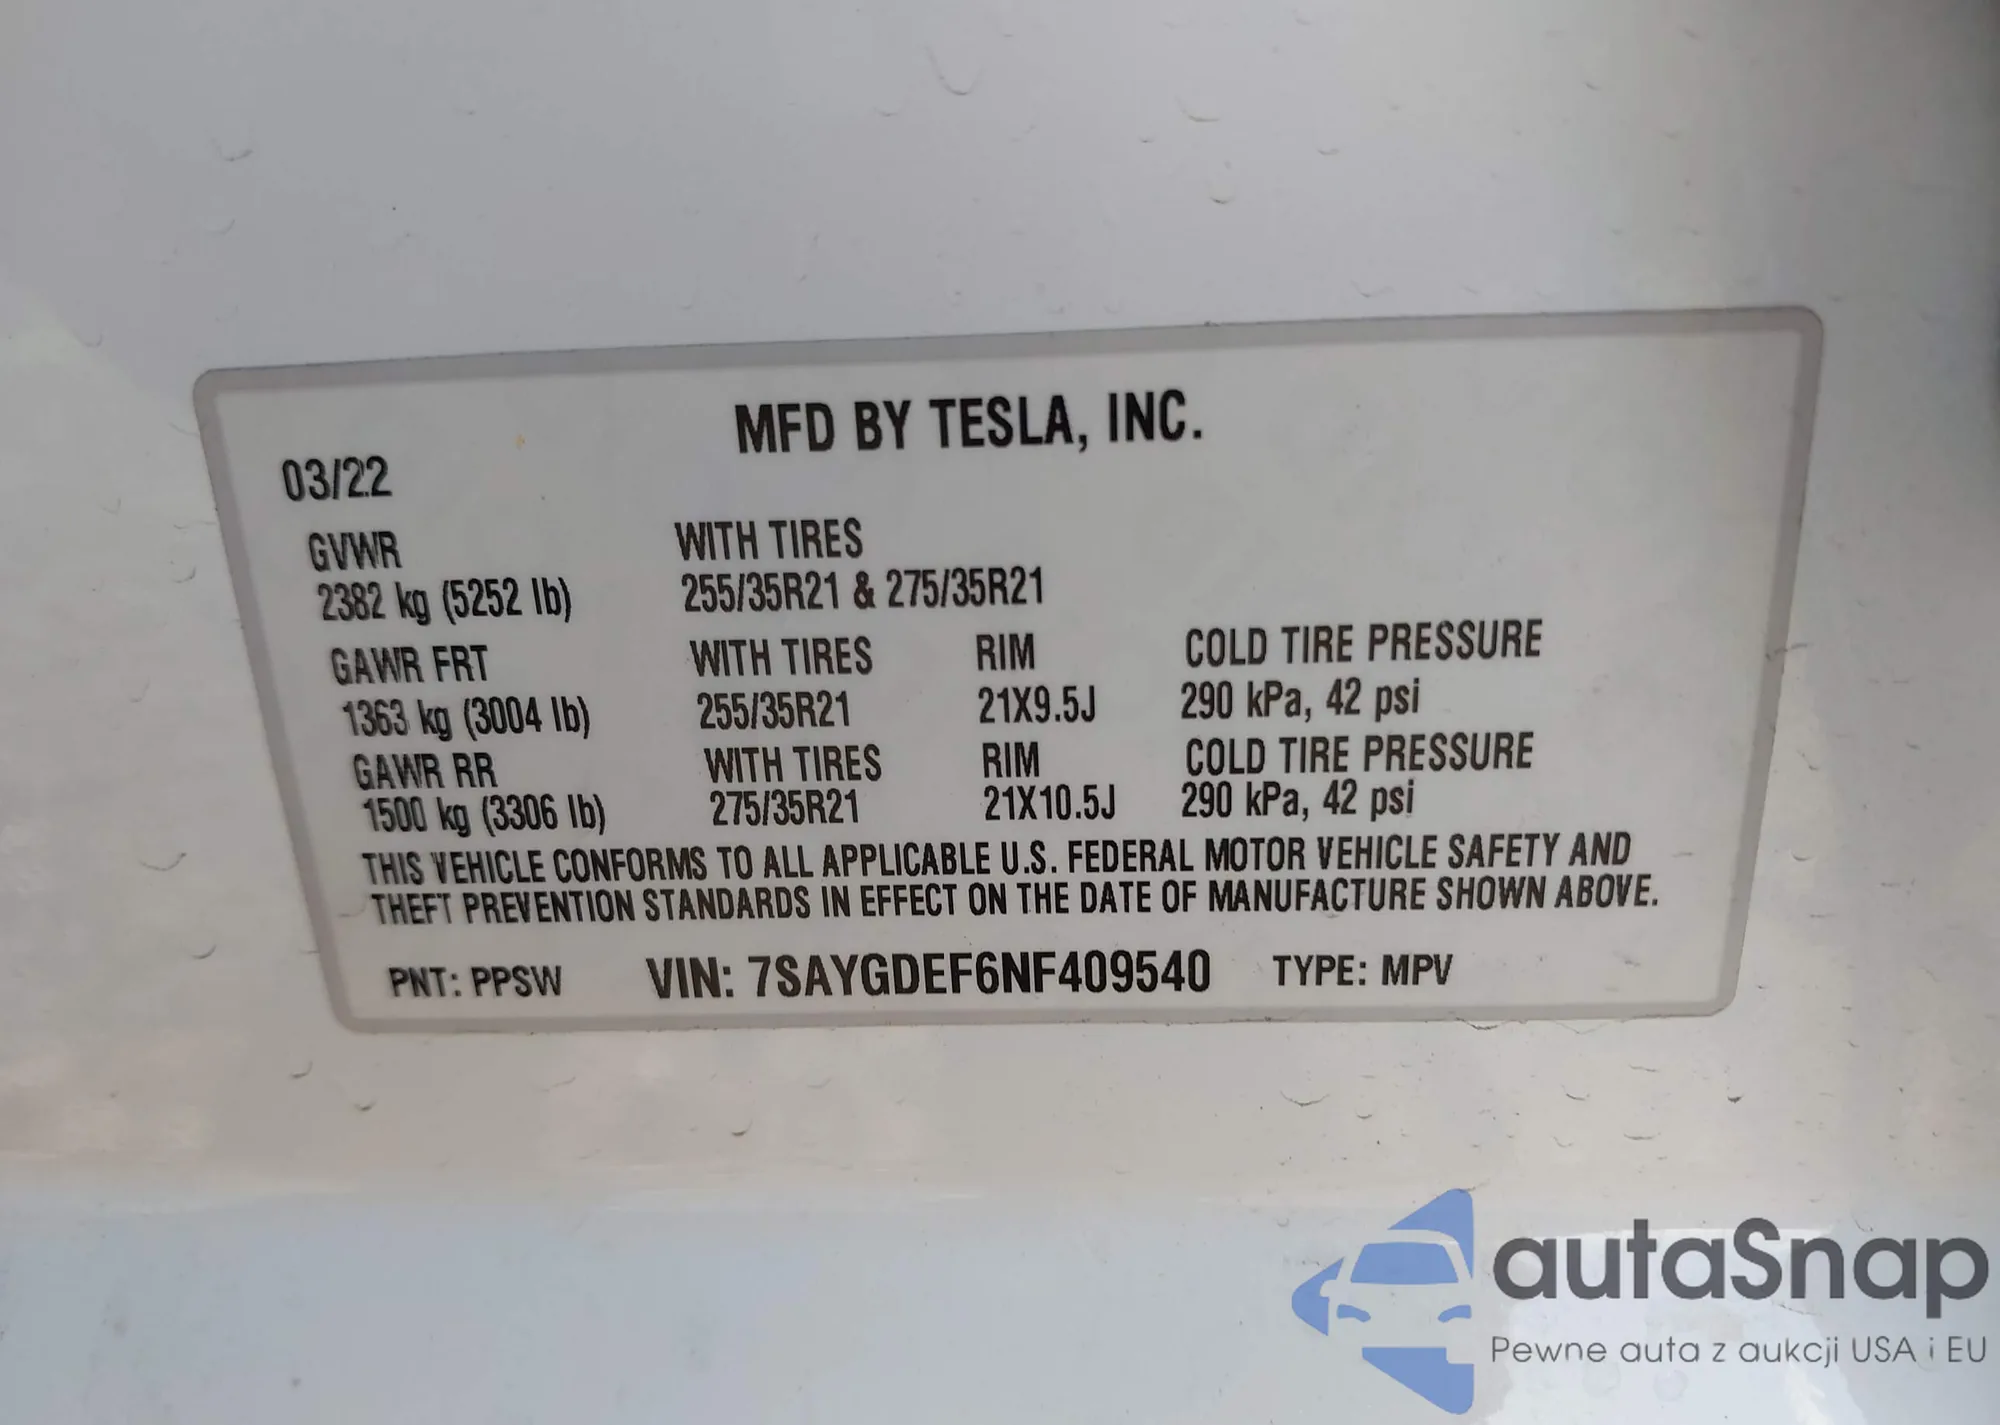 MFD BY TESLA, INC.
03/22
GVWR WITH TIRES
2382 kg (5252 lb) 255/35R21 & 275/35R21
GAWR FRT WITH TIRES RIM COLD TIRE PRESSURE
1363 kg (3004 lb) 255/35R21 21X9.5J 290 kPa, 42 psi
GAWR RR WITH TIRES RIM COLD TIRE PRESSURE
1500 kg (3306 lb) 275/35R21 21X10.5J 290 kPa, 42 psi
THIS VEHICLE CONFORMS TO ALL APPLICABLE U.S. FEDERAL MOTOR VEHICLE SAFETY AND
THEFT PREVENTION STANDARDS IN EFFECT ON THE DATE OF MANUFACTURE SHOWN ABOVE.
PNT: PPSW VIN: 7SAYGDEF6NF409540 TYPE: MPV
autaSnap
Pewne auta z aukcji USA i EU